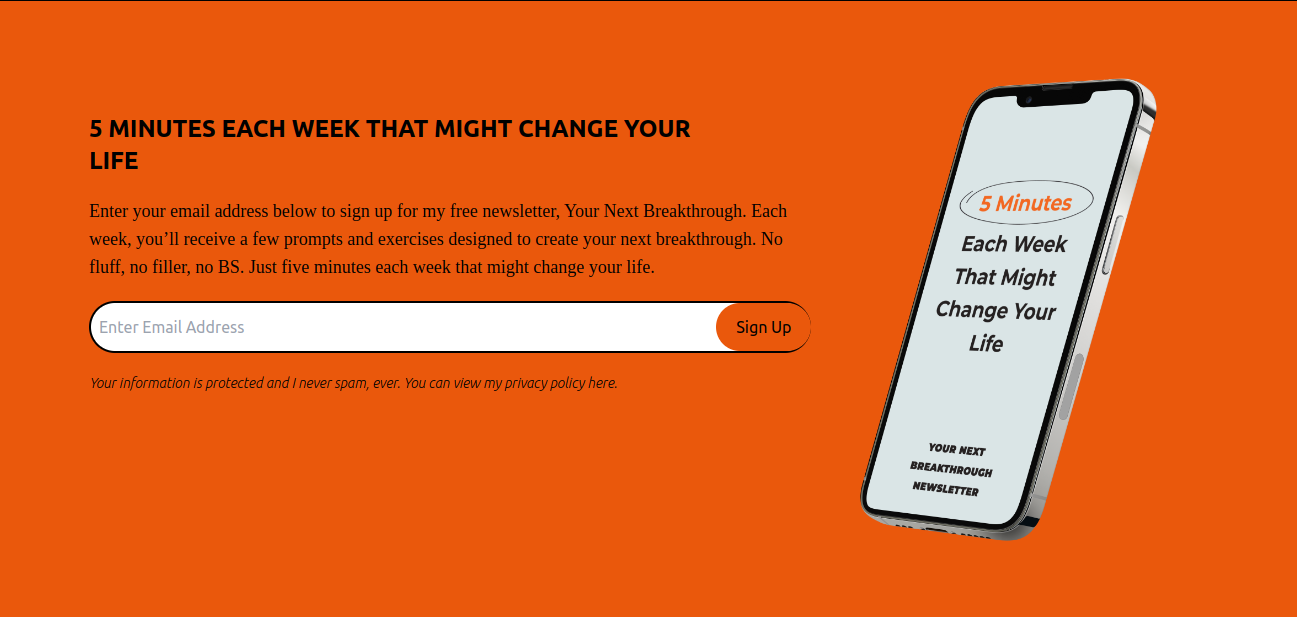 5 MINUTES EACH WEEK THAT MIGHT CHANGE YOUR
LIFE
Enter your email address below to sign up for my free newsletter, Your Next Breakthrough. Each
week, you’ll receive a few prompts and exercises designed to create your next breakthrough. No
fluff, no filler, no BS. Just five minutes each week that might change your life.
Enter Email Address
Sign Up
Your information is protected and I never spam, ever. You can view my privacy policy here.
5 Minutes
Each Week
That Might
Change Your
Life
YOUR NEXT
BREAKTHROUGH
NEWSLETTER